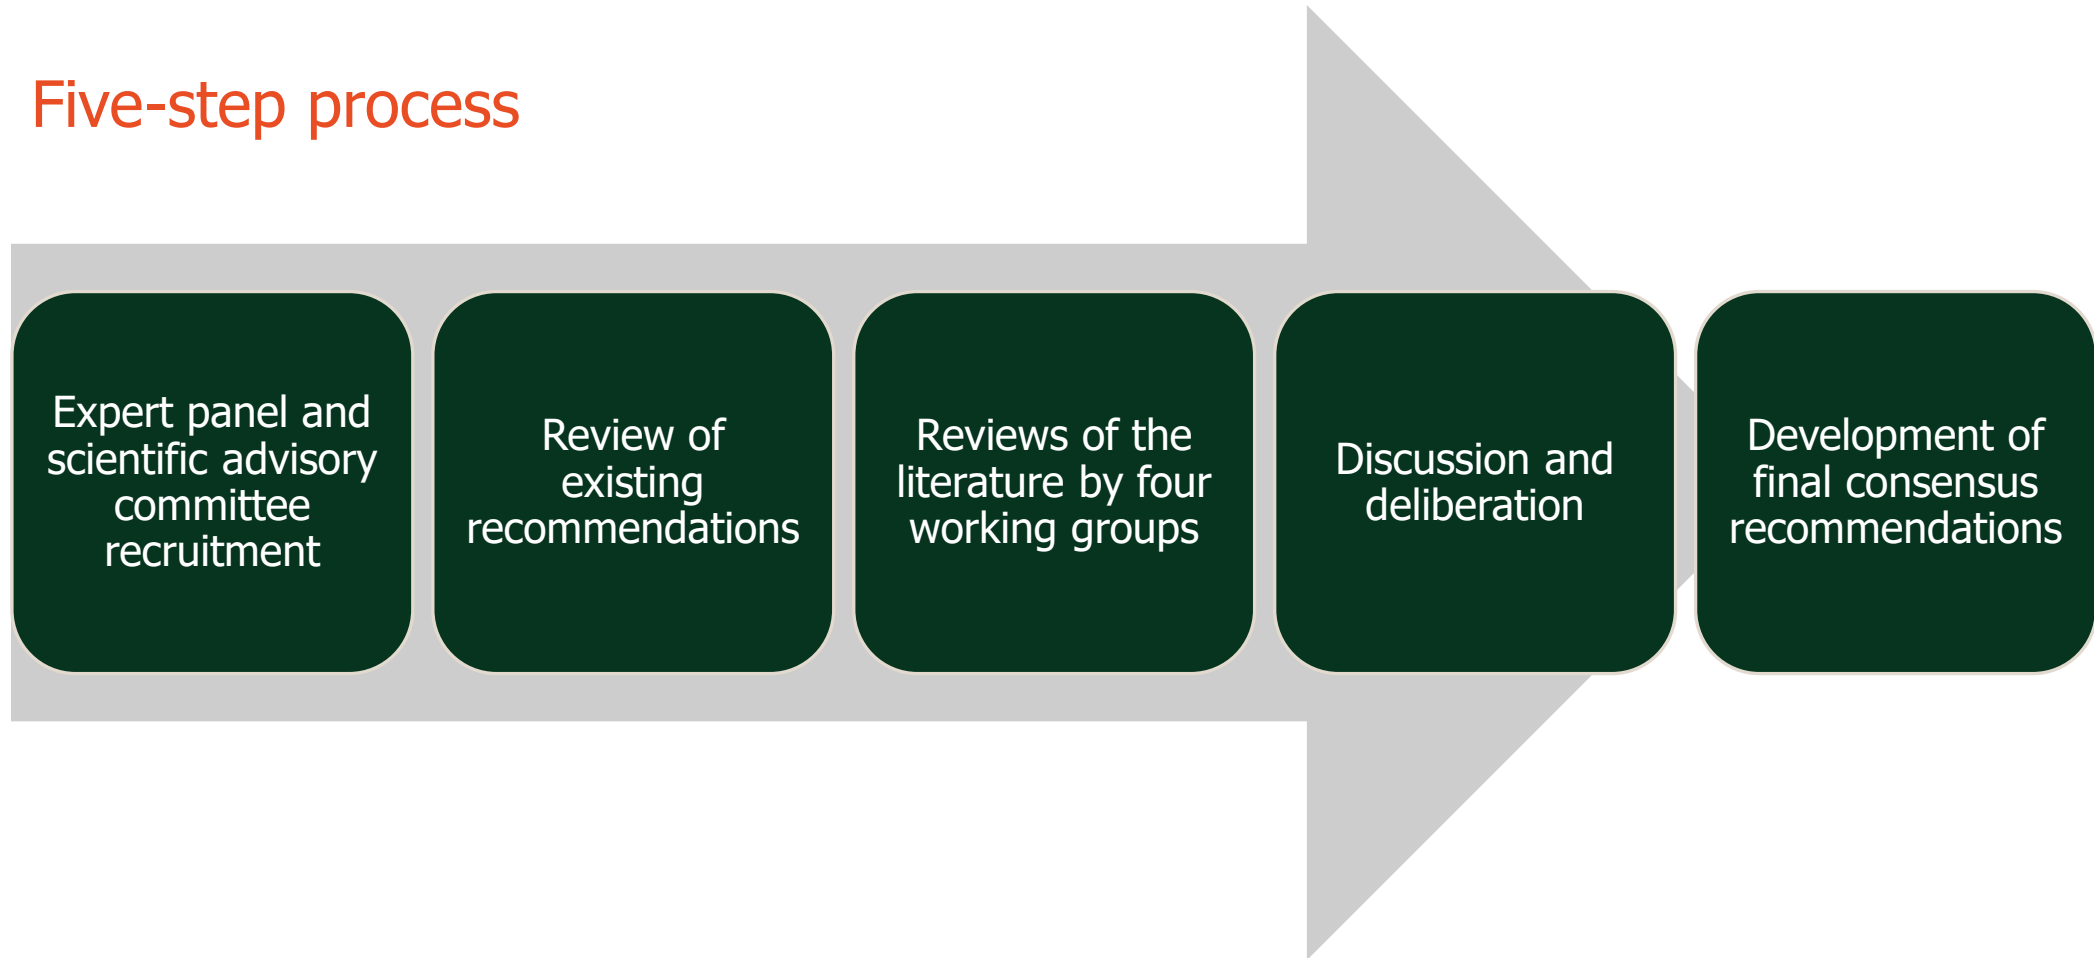 Five-step process
Expert panel and
scientific advisory
committee
recruitment
Review of
existing
recommendations
Reviews of the
literature by four
working groups
Discussion and
deliberation
Development of
final consensus
recommendations